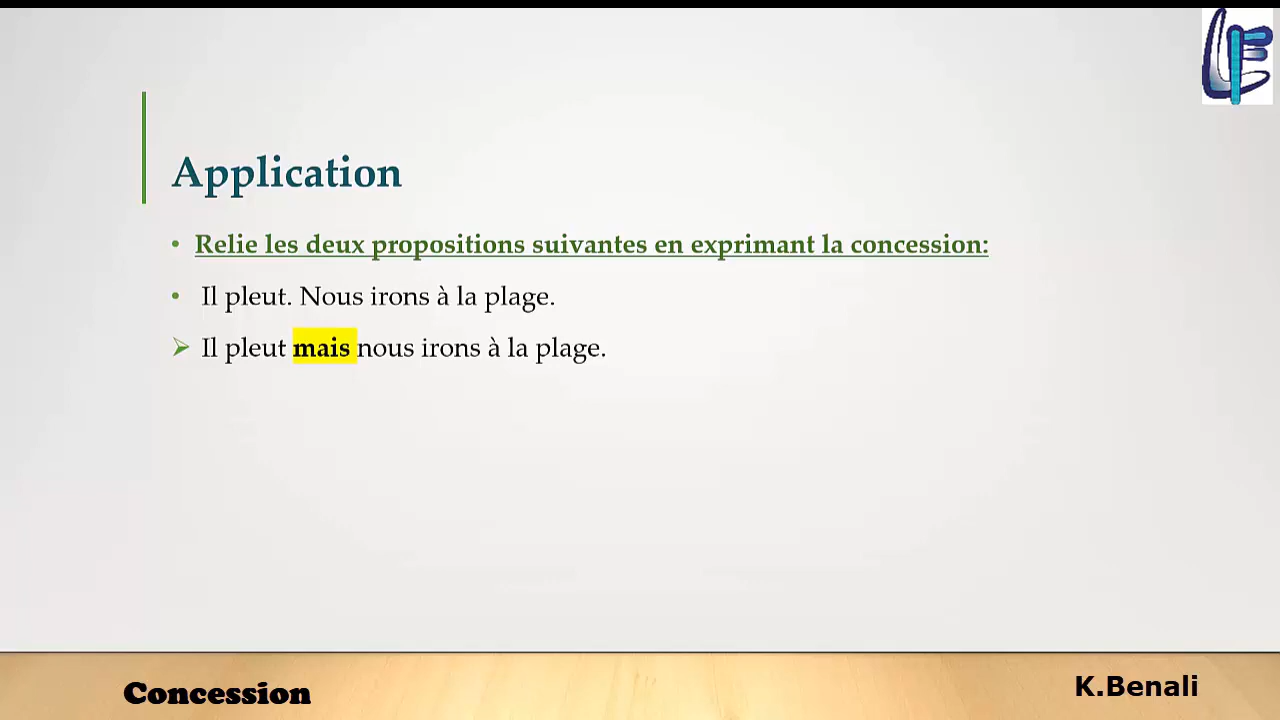 Application
Relie les deux propositions suivantes en exprimant la concession:
Il pleut. Nous irons à la plage.
Il pleut mais nous irons à la plage.
Concession
K.Benali